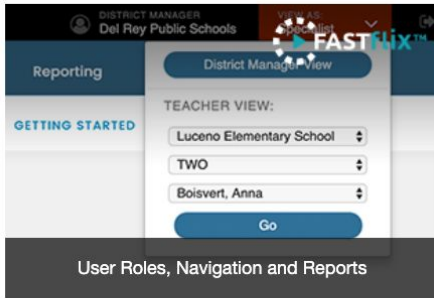 DISTRICT MANAGER
Del Rey Public Schools
VIEW AS:
Specialist
FASTflix™
Reporting
District Manager View
GETTING STARTED
TEACHER VIEW:
Luceno Elementary School
TWO
Boisvert, Anna
Go
User Roles, Navigation and Reports